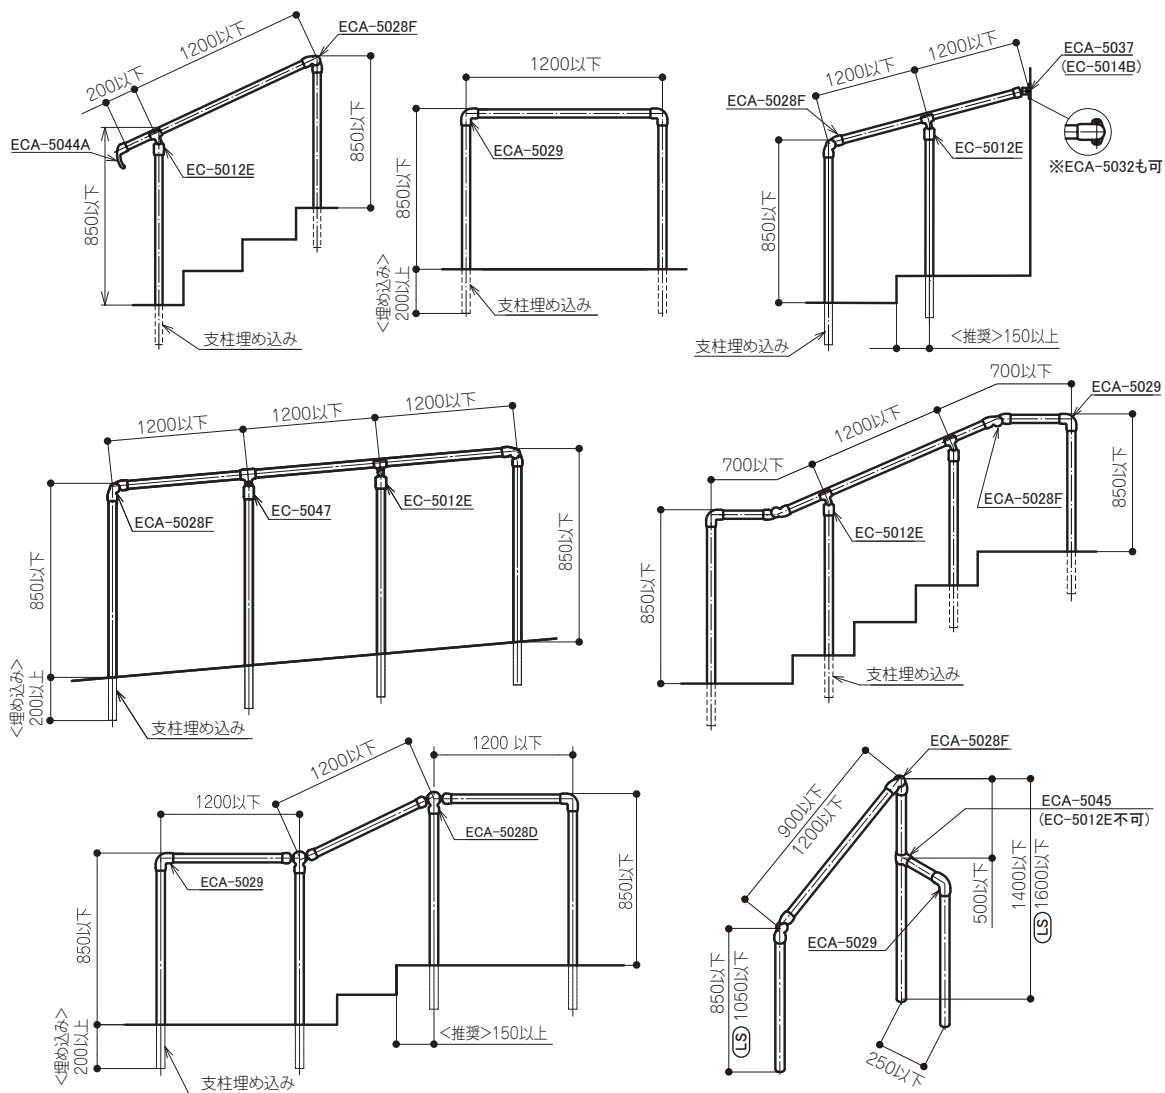 200以下
1200以下
ECA-5028F
ECA-5044A
EC-5012E
850以下
850以下
支柱埋め込み
1200以下
ECA-5029
850以下
<埋め込み>
200以上
支柱埋め込み
1200以下
1200以下
ECA-5037
(EC-5014B)
ECA-5028F
EC-5012E
※ECA-5032も可
850以下
支柱埋め込み
<推奨>150以上
1200以下
1200以下
1200以下
ECA-5028F
EC-5047
EC-5012E
850以下
850以下
<埋め込み>
200以上
支柱埋め込み
700以下
1200以下
700以下
ECA-5029
ECA-5028F
EC-5012E
850以下
850以下
支柱埋め込み
1200以下
1200以下
1200 以下
ECA-5029
ECA-5028D
850以下
850以下
<埋め込み>
200以上
<推奨>150以上
支柱埋め込み
900以下
1200以下
ECA-5028F
ECA-5045
(EC-5012E不可)
ECA-5029
500以下
1400以下
LS 1600以下
850以下
LS 1050以下
250以下